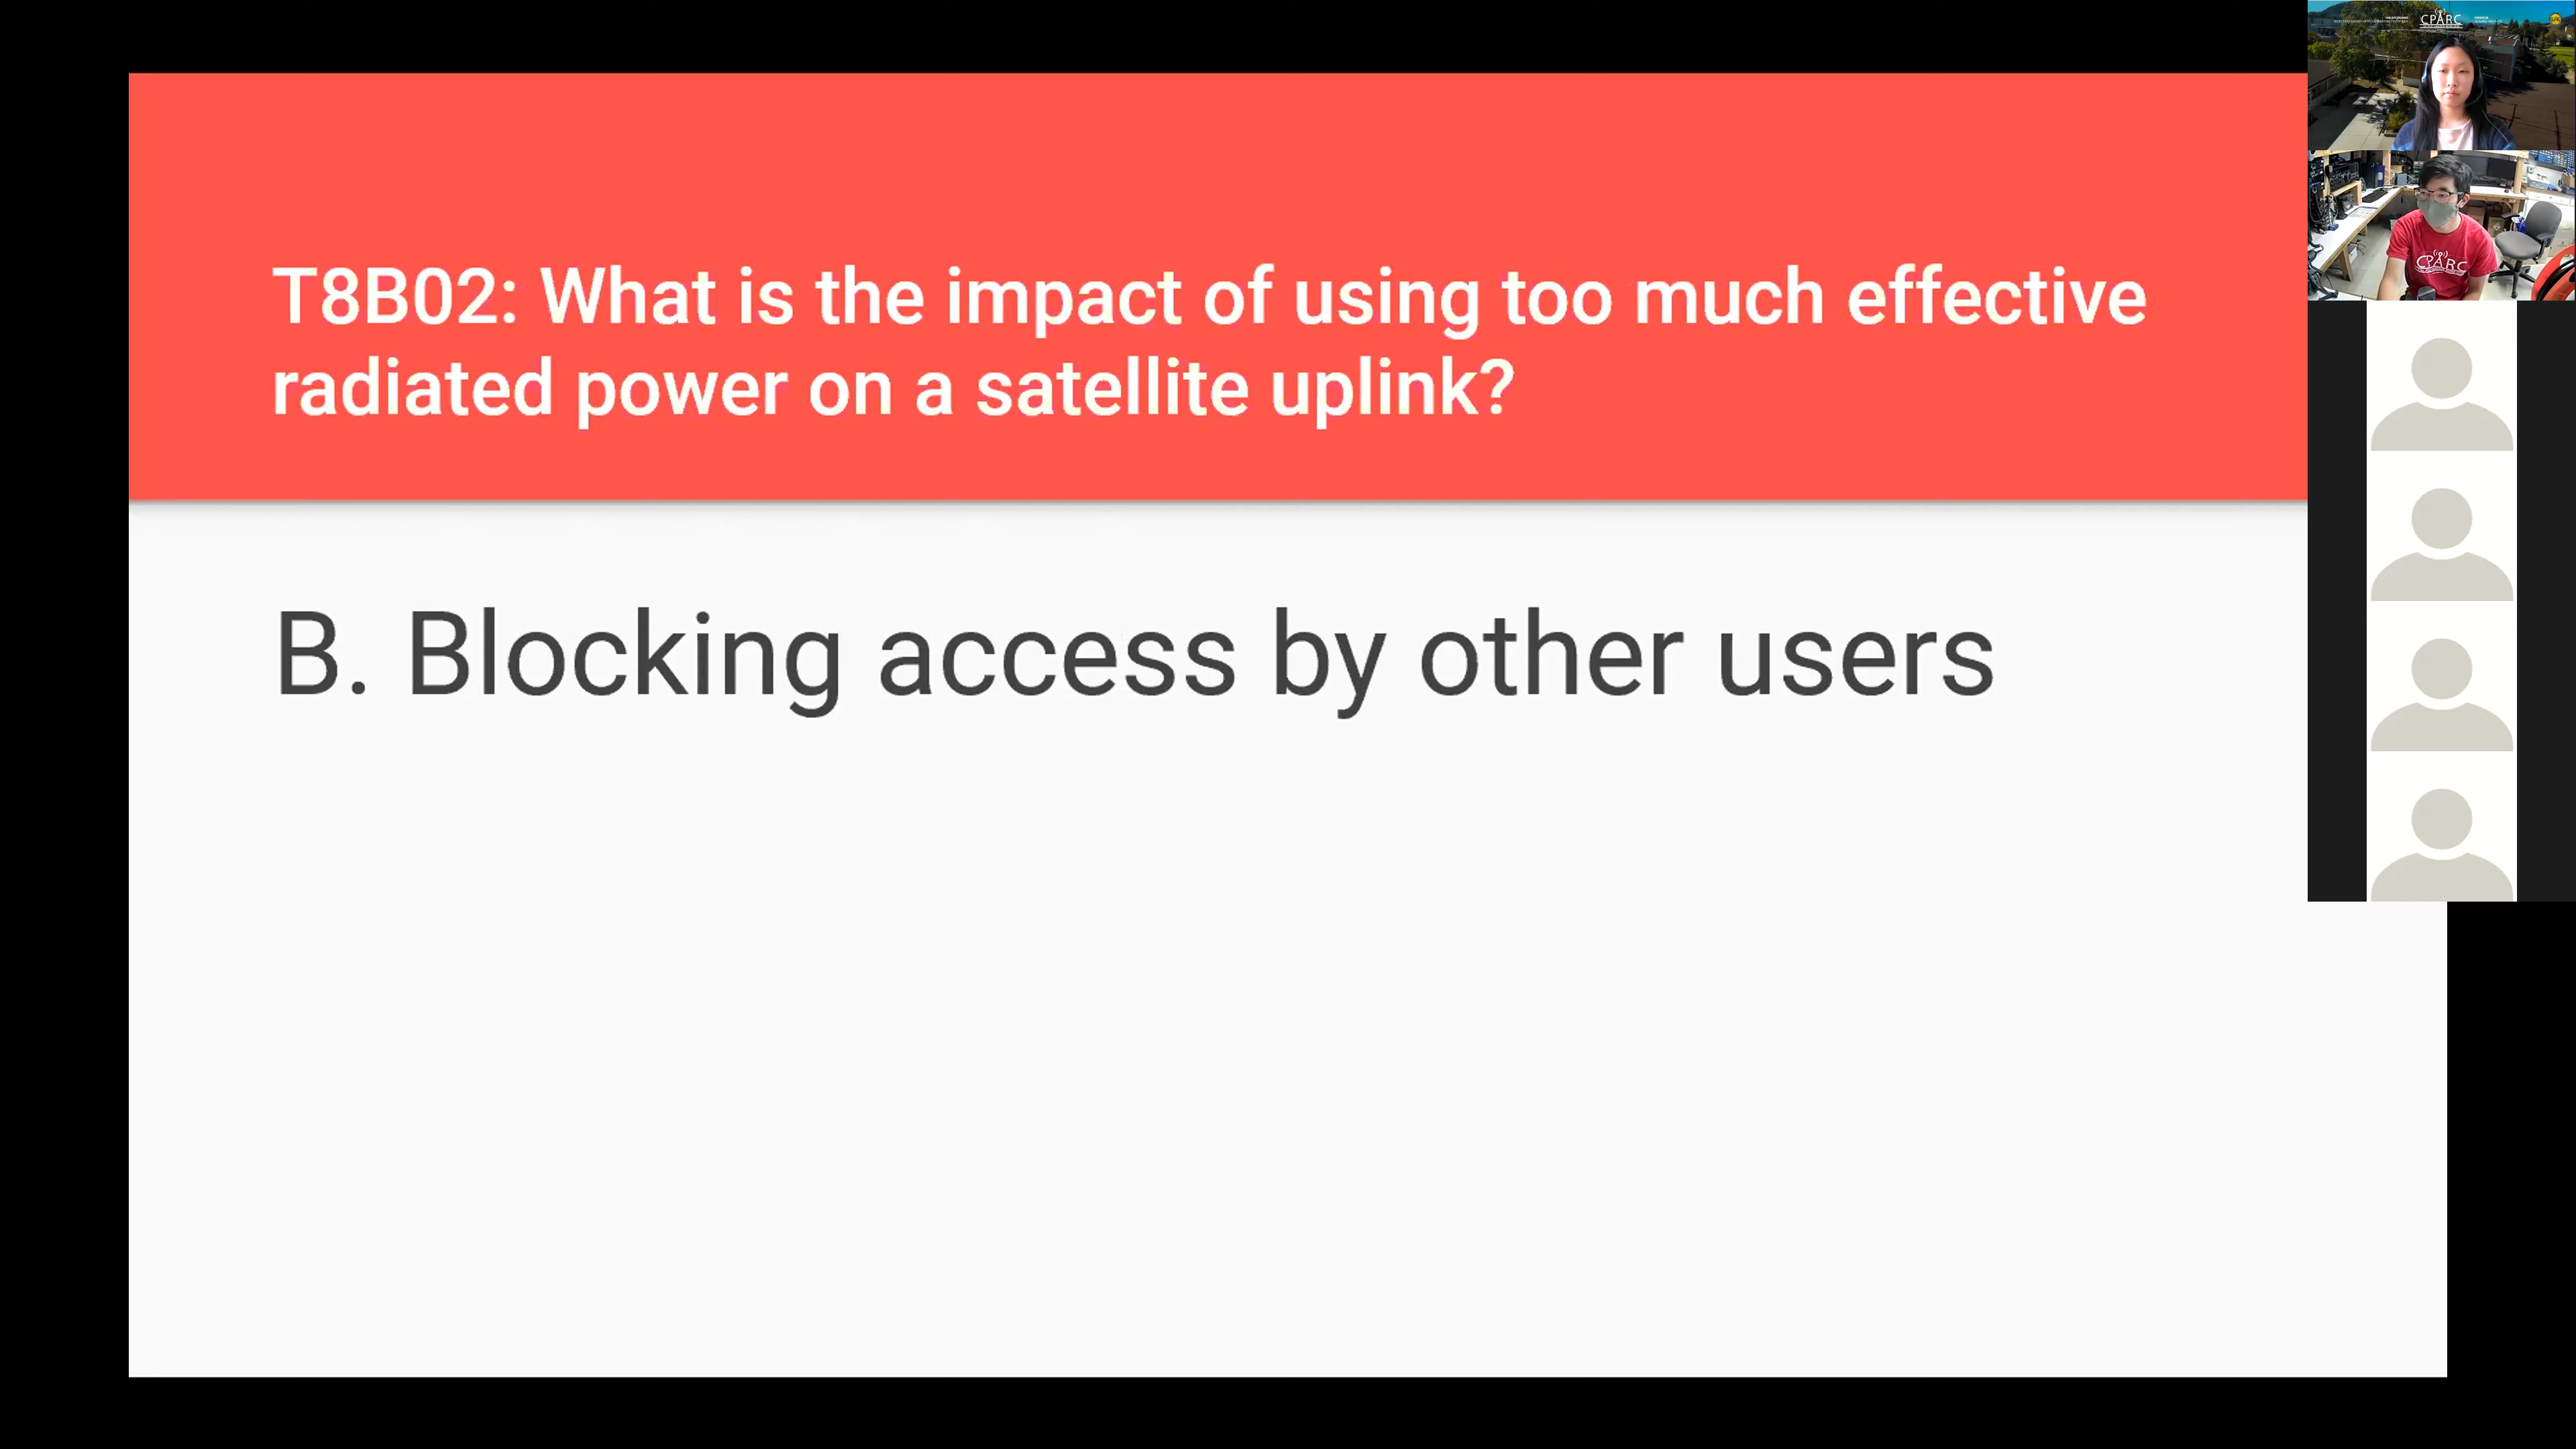 T8B02: What is the impact of using too much effective
radiated power on a satellite uplink?
B. Blocking access by other users
CPARC
CPARC